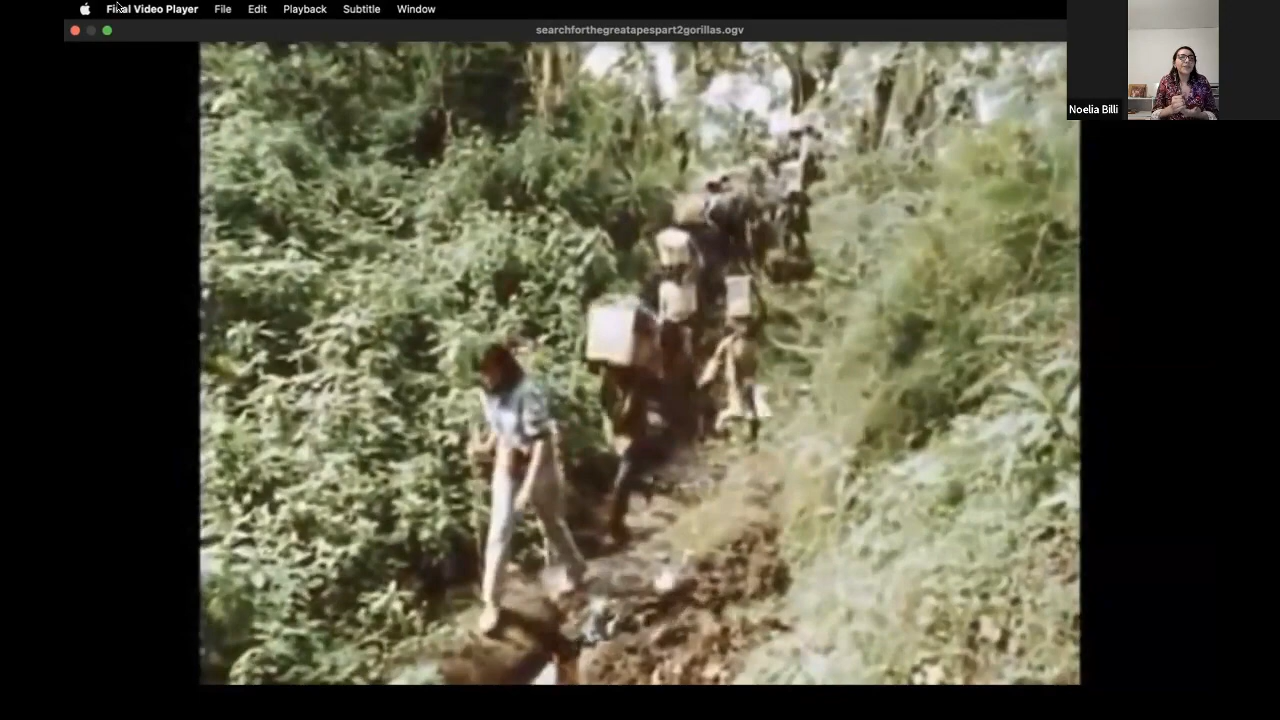 Final Video Player File Edit Playback Subtitle Window
searchforthegreatapespart2gorillas.ogv
Noelia Billi